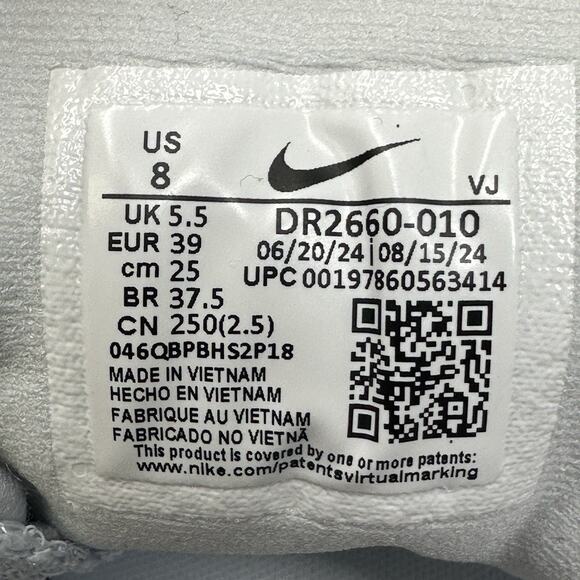 US
8
VJ
UK 5.5
EUR 39
cm 25
BR 37.5
CN 250(2.5)
DR2660-010
06/20/24 | 08/15/24
UPC 00197860563414
046QBPBHS2P18
MADE IN VIETNAM
HECHO EN VIETNAM
FABRIQUE AU VIETNAM
FABRICADO NO VIETNÃ
This product is covered by one or more patents:
www.nike.com/patentsvirtualmarking